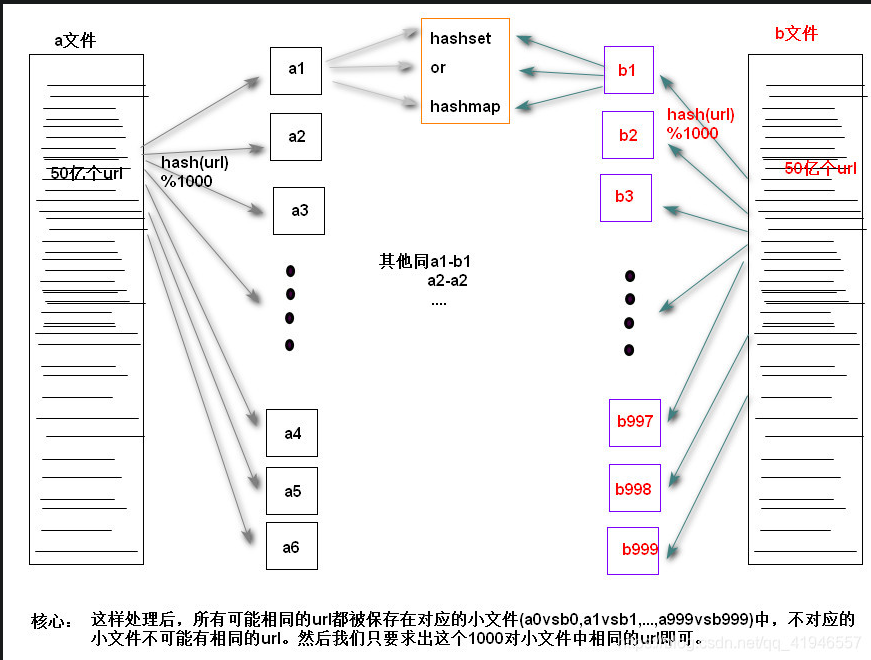 a文件
b文件
50亿个url
hash(url)
%1000
a1
a2
a3
a4
a5
a6
hashset
or
hashmap
其他同a1-b1
a2-a2
....
b1
b2
b3
b997
b998
b999
hash(url)
%1000
50亿个url
核心： 这样处理后，所有可能相同的url都被保存在对应的小文件(a0vsb0,a1vsb1,...,a999vsb999)中，不对应的
小文件不可能有相同的url。然后我们只要求出这个1000对小文件中相同的url即可。
https://blog.csdn.net/qq_41946557